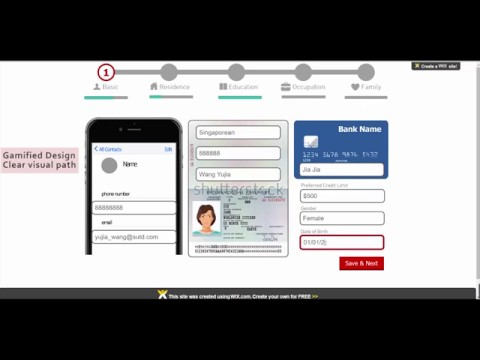 1
Create a WiX site!
Basic
Residence
Education
Occupation
Family
Gamified Design
Clear visual path
All Contacts
Edit
Name
phone number
88888888
email
yujia_wang@sutd.com
Singaporean
888888
Wang Yujia
shutterstock
Bank Name
1234 5678 9876 5432
Jia Jia
Preferred Credit Limit
$500
Gender
Female
Date of Birth
01/01/2
Save & Next
This site was created using WiX.com. Create your own for FREE >>